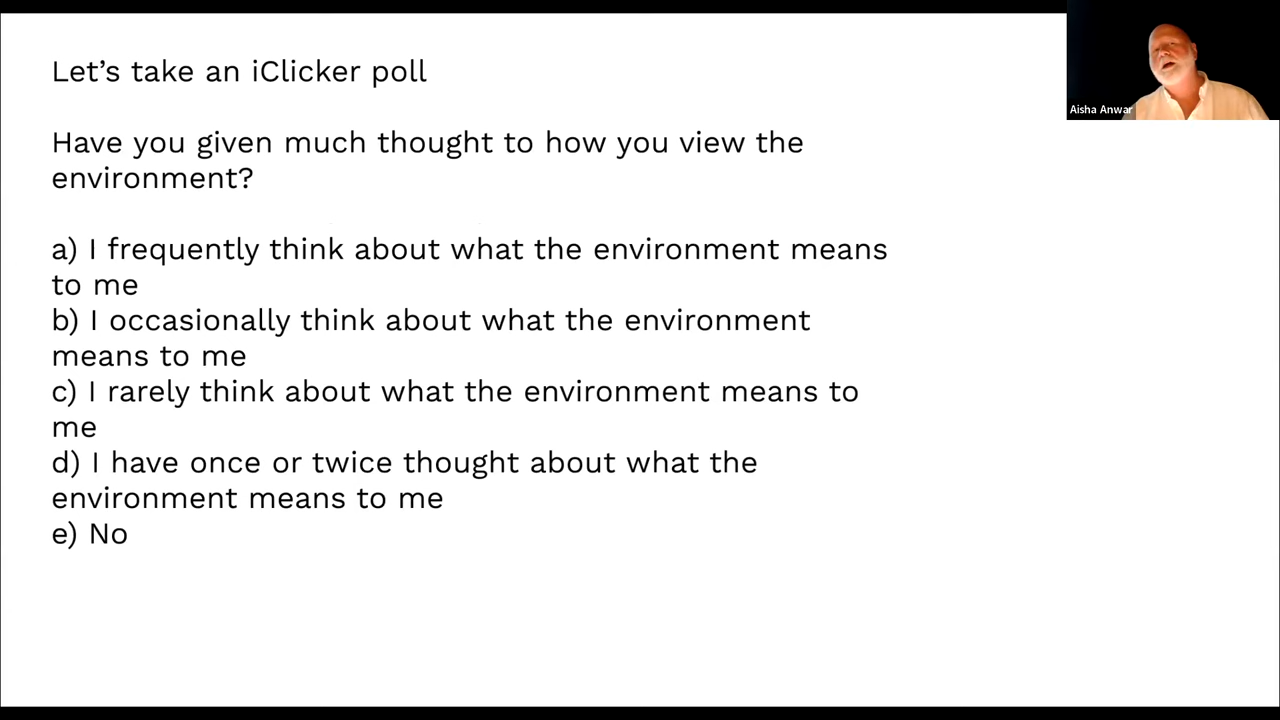 Let’s take an iClicker poll
Aisha Anwar
Have you given much thought to how you view the
environment?
a) I frequently think about what the environment means
to me
b) I occasionally think about what the environment
means to me
c) I rarely think about what the environment means to
me
d) I have once or twice thought about what the
environment means to me
e) No